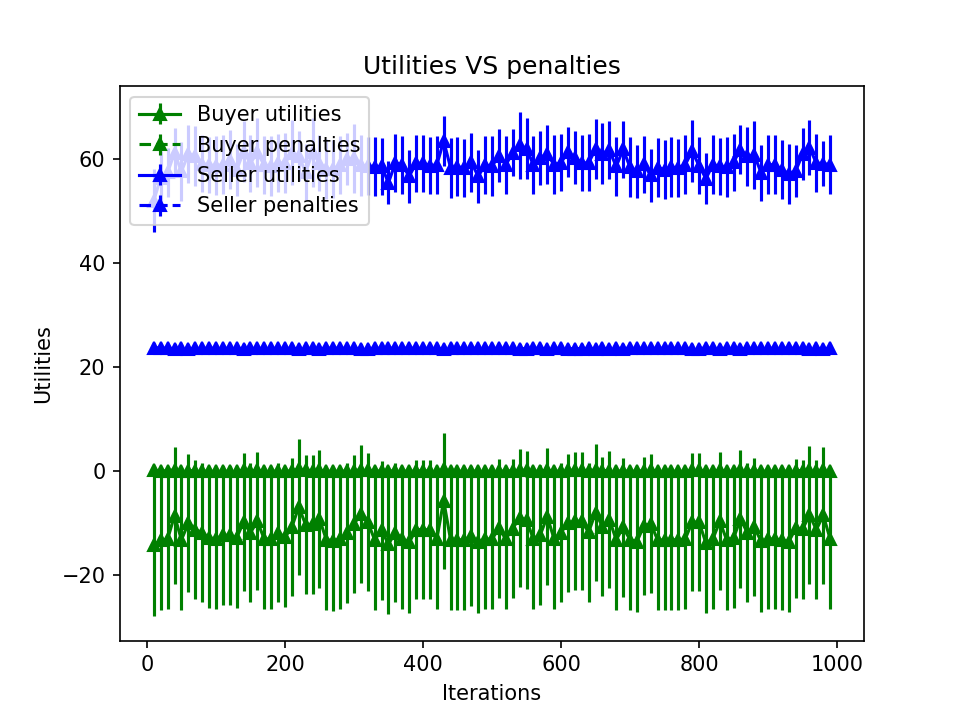 Utilities VS penalties
Buyer utilities
Buyer penalties
Seller utilities
Seller penalties
Utilities
60
40
20
0
−20
0 200 400 600 800 1000
Iterations